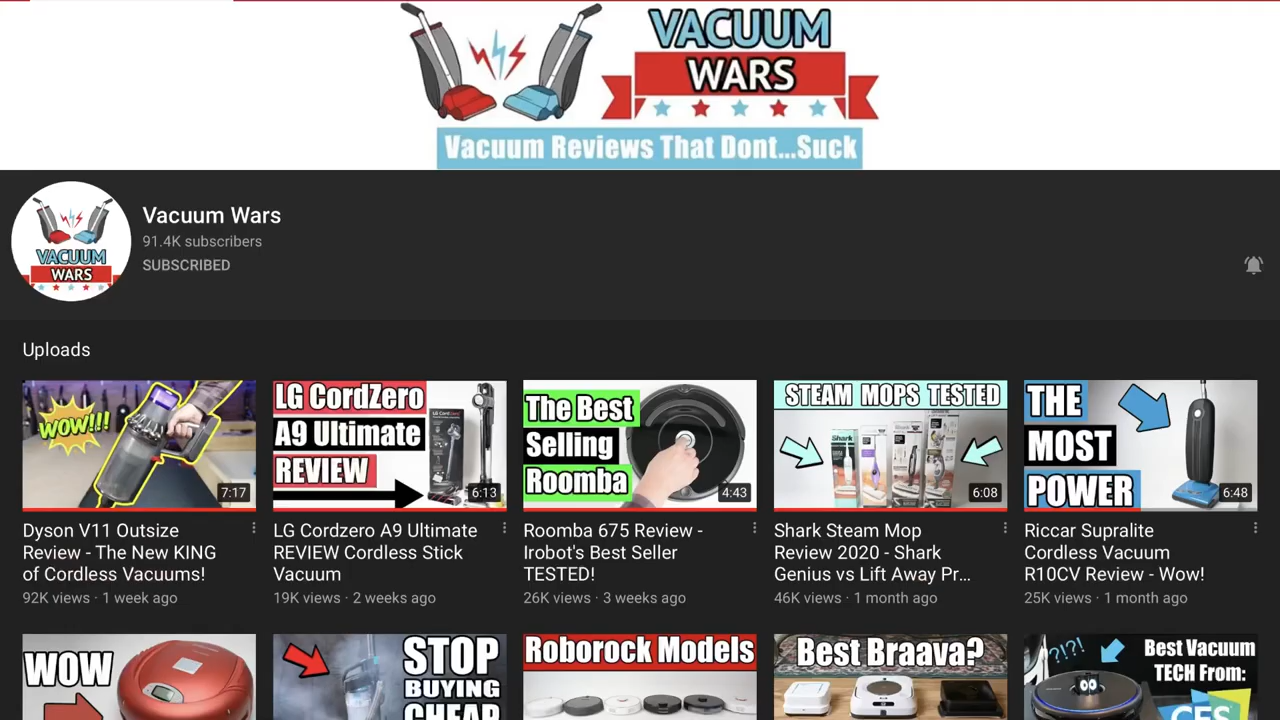 VACUUM
WARS
Vacuum Reviews That Dont...Suck
VACUUM
WARS
Vacuum Wars
91.4K subscribers
SUBSCRIBED
Uploads
WOW!!!
7:17
LG CordZero
A9 Ultimate
REVIEW
6:13
The Best
Selling
Roomba
4:43
STEAM MOPS TESTED
Shark
6:08
THE
MOST
POWER
6:48
Dyson V11 Outsize
Review - The New KING
of Cordless Vacuums!
92K views · 1 week ago
LG Cordzero A9 Ultimate
REVIEW Cordless Stick
Vacuum
19K views · 2 weeks ago
Roomba 675 Review -
Irobot's Best Seller
TESTED!
26K views · 3 weeks ago
Shark Steam Mop
Review 2020 - Shark
Genius vs Lift Away Pr...
46K views · 1 month ago
Riccar Supralite
Cordless Vacuum
R10CV Review - Wow!
25K views · 1 month ago
WOW
STOP
BUYING
CHEAP
Roborock Models
Best Braava?
?!?!
Best Vacuum
TECH From:
CES